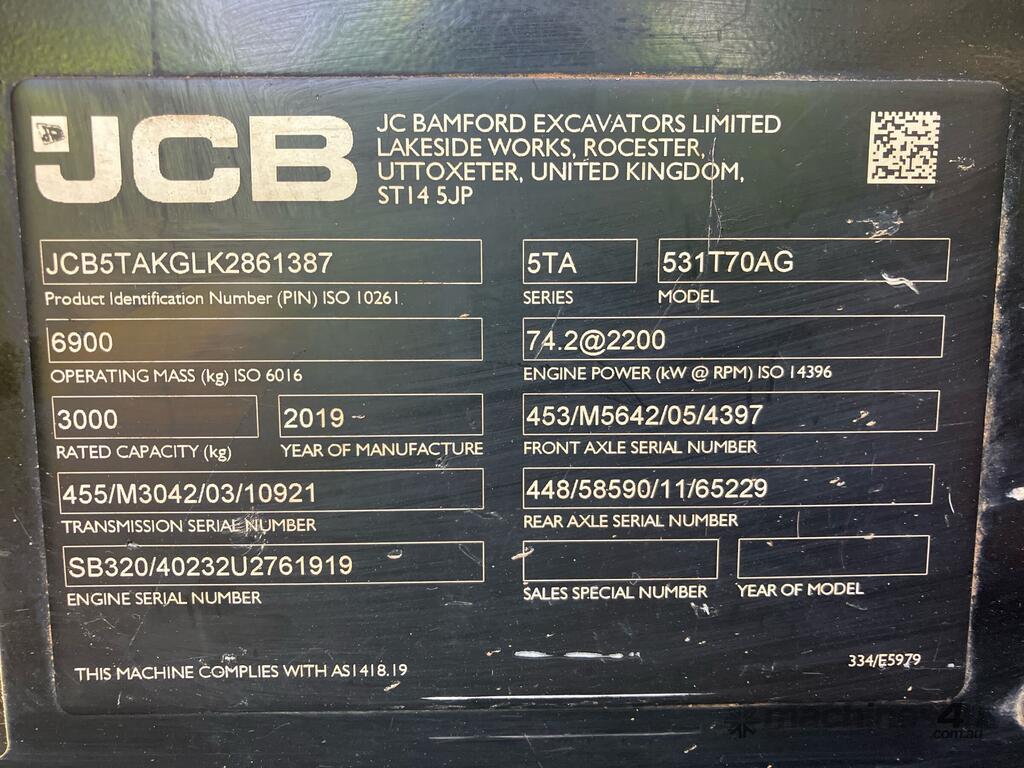 JCB
JC BAMFORD EXCAVATORS LIMITED
LAKESIDE WORKS, ROCESTER,
UTTOXETER, UNITED KINGDOM,
ST14 5JP
JCB5TAKGLK2861387
Product Identification Number (PIN) ISO 10261
5TA
SERIES
531T70AG
MODEL
6900
OPERATING MASS (kg) ISO 6016
74.2@2200
ENGINE POWER (kW @ RPM) ISO 14396
3000
RATED CAPACITY (kg)
2019
YEAR OF MANUFACTURE
453/M5642/05/4397
FRONT AXLE SERIAL NUMBER
455/M3042/03/10921
TRANSMISSION SERIAL NUMBER
448/58590/11/65229
REAR AXLE SERIAL NUMBER
SB320/40232U2761919
ENGINE SERIAL NUMBER
SALES SPECIAL NUMBER
YEAR OF MODEL
THIS MACHINE COMPLIES WITH AS1418.19
334/E5979
machine-4u
.com.au